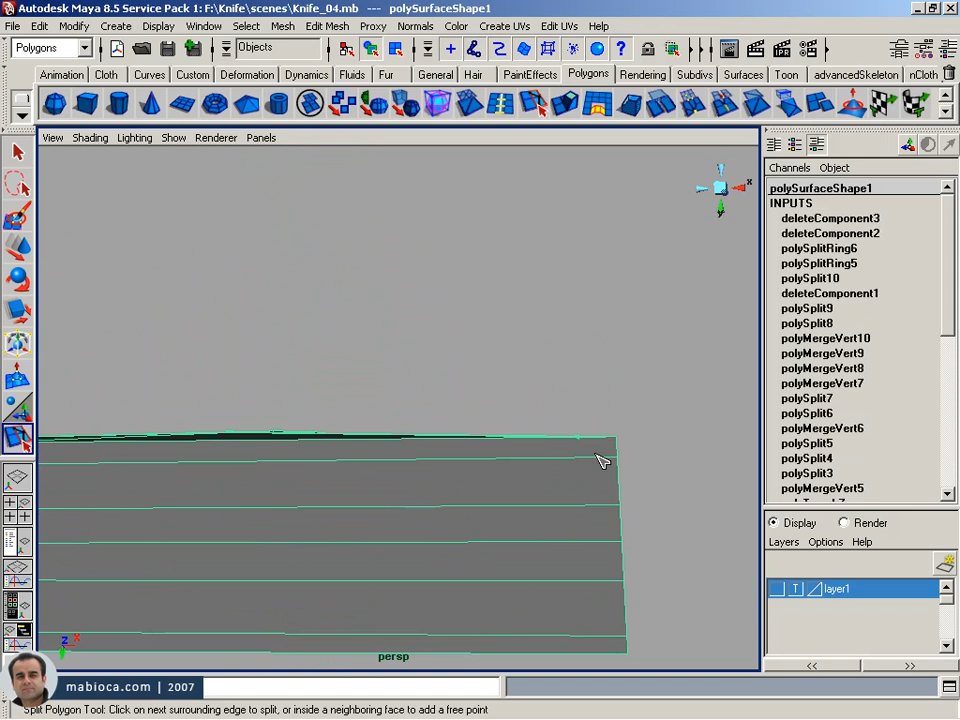 Autodesk Maya 8.5 Service Pack 1: F:\Knife\scenes\Knife_04.mb --- polySurfaceShape1
File Edit Modify Create Display Window Select Mesh Edit Mesh Proxy Normals Color Create UVs Edit UVs Help
Polygons Objects
Animation Cloth Curves Custom Deformation Dynamics Fluids Fur General Hair PaintEffects Polygons Rendering Subdivs Surfaces Toon advancedSkeleton nCloth
View Shading Lighting Show Renderer Panels
Channels Object
polySurfaceShape1
INPUTS
deleteComponent3
deleteComponent2
polySplitRing6
polySplitRing5
polySplit10
deleteComponent1
polySplit9
polySplit8
polyMergeVert10
polyMergeVert9
polyMergeVert8
polyMergeVert7
polySplit7
polySplit6
polyMergeVert6
polySplit5
polySplit4
polySplit3
polyMergeVert5
Display Render
Layers Options Help
T layer1
x
y
z x
persp
<< >>
mabioca.com | 2007
Split Polygon Tool: Click on next surrounding edge to split, or inside a neighboring face to add a free point